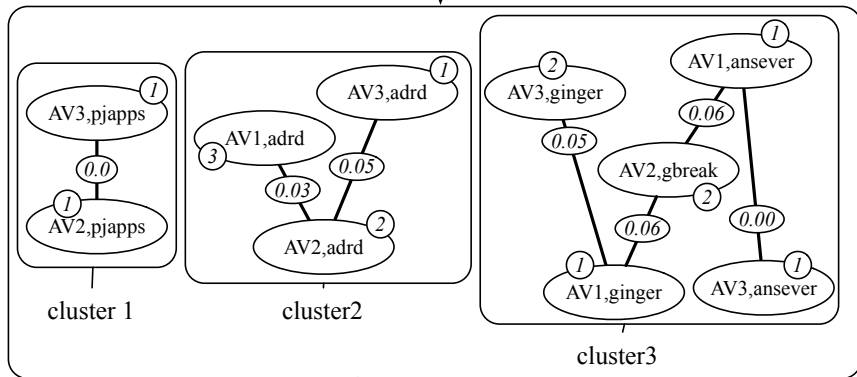 1
AV3,pjapps
0.0
1
AV2,pjapps
cluster 1
1
AV3,adrd
AV1,adrd
3
0.03
0.05
2
AV2,adrd
cluster2
1
AV1,ansever
2
AV3,ginger
0.06
0.05
AV2,gbreak
2
0.06
0.00
1
AV1,ginger
1
AV3,ansever
cluster3